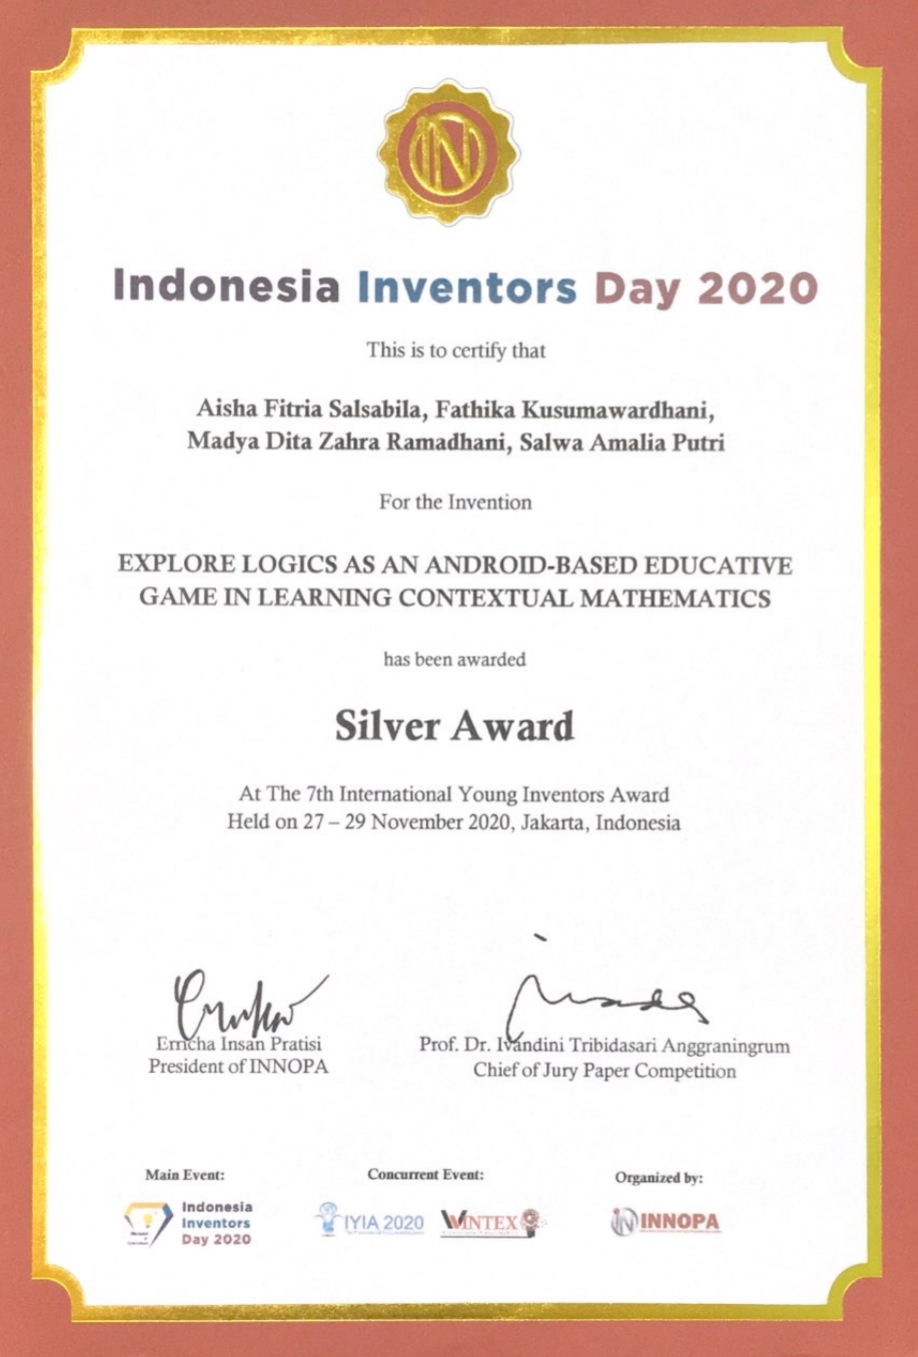 IN
Indonesia Inventors Day 2020
This is to certify that
Aisha Fitria Salsabila, Fathika Kusumawardhani,
Madya Dita Zahra Ramadhani, Salwa Amalia Putri
For the Invention
EXPLORE LOGICS AS AN ANDROID-BASED EDUCATIVE
GAME IN LEARNING CONTEXTUAL MATHEMATICS
has been awarded
Silver Award
At The 7th International Young Inventors Award
Held on 27 – 29 November 2020, Jakarta, Indonesia
Erricha Insan Pratisi
President of INNOPA
Prof. Dr. Ivandini Tribidasari Anggraningrum
Chief of Jury Paper Competition
Main Event:
Indonesia
Inventors
Day 2020
Concurrent Event:
IYIA 2020
WINTEX
Organized by:
IN INNOPA